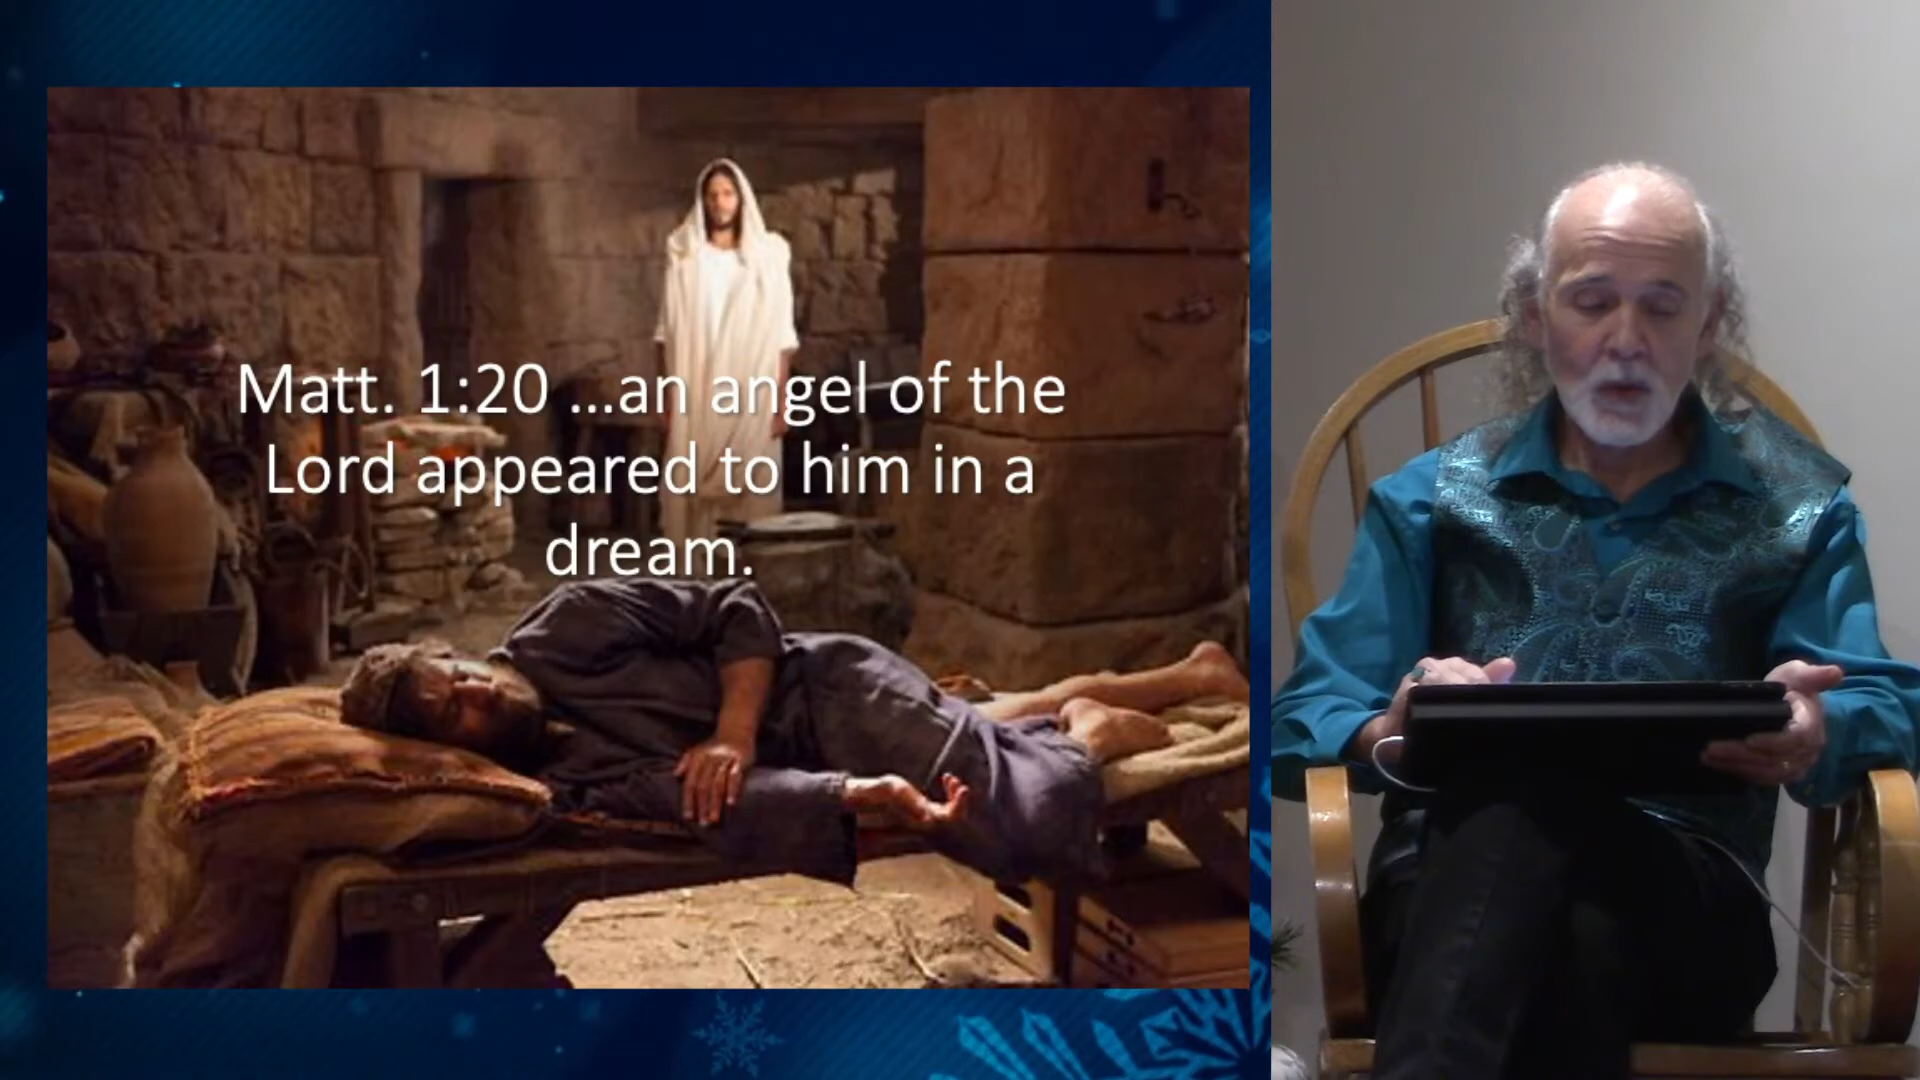 Matt. 1:20 ...an angel of the
Lord appeared to him in a
dream.